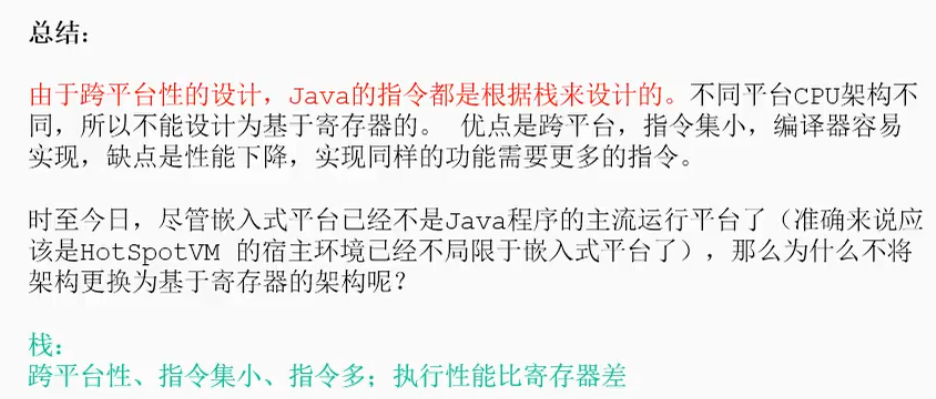 总结：
由于跨平台性的设计，Java的指令都是根据栈来设计的。不同平台CPU架构不
同，所以不能设计为基于寄存器的。 优点是跨平台，指令集小，编译器容易
实现，缺点是性能下降，实现同样的功能需要更多的指令。
时至今日，尽管嵌入式平台已经不是Java程序的主流运行平台了（准确来说应
该是HotSpotVM 的宿主环境已经不局限于嵌入式平台了），那么为什么不将
架构更换为基于寄存器的架构呢？
栈：
跨平台性、指令集小、指令多；执行性能比寄存器差